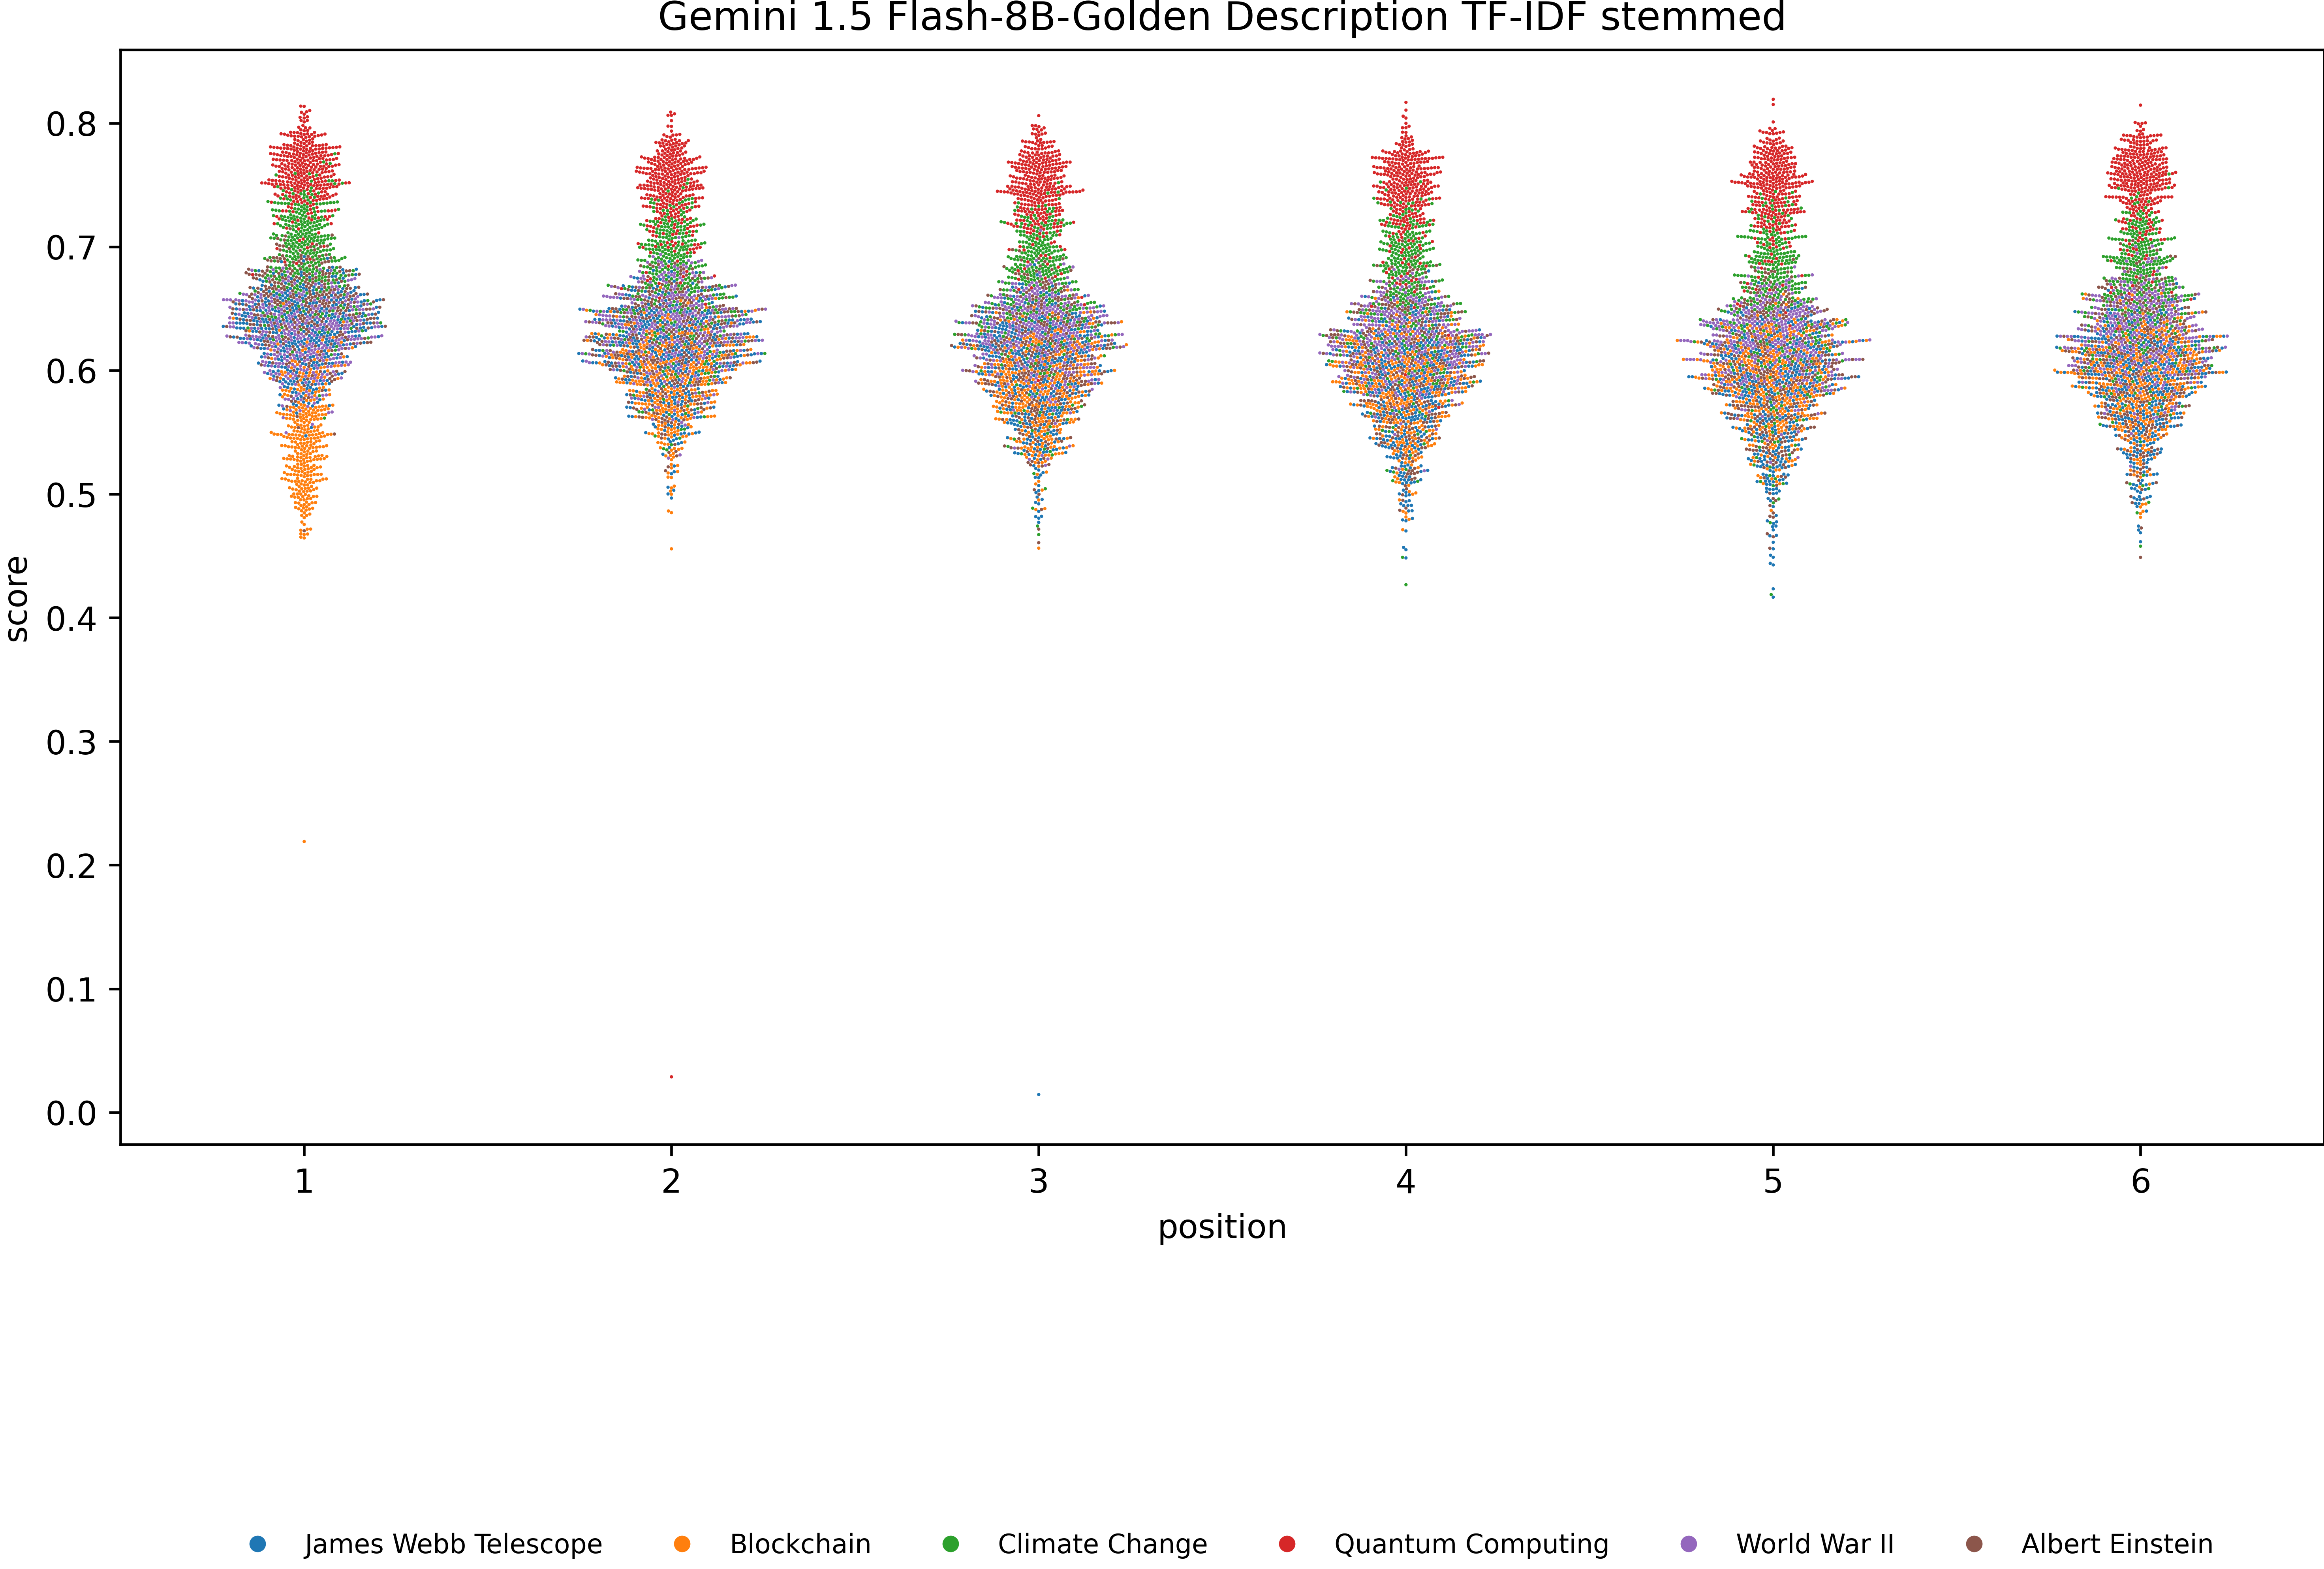 Gemini 1.5 Flash-8B-Golden Description TF-IDF stemmed
score
0.8
0.7
0.6
0.5
0.4
0.3
0.2
0.1
0.0
1 2 3 4 5 6
position
James Webb Telescope Blockchain Climate Change Quantum Computing World War II Albert Einstein